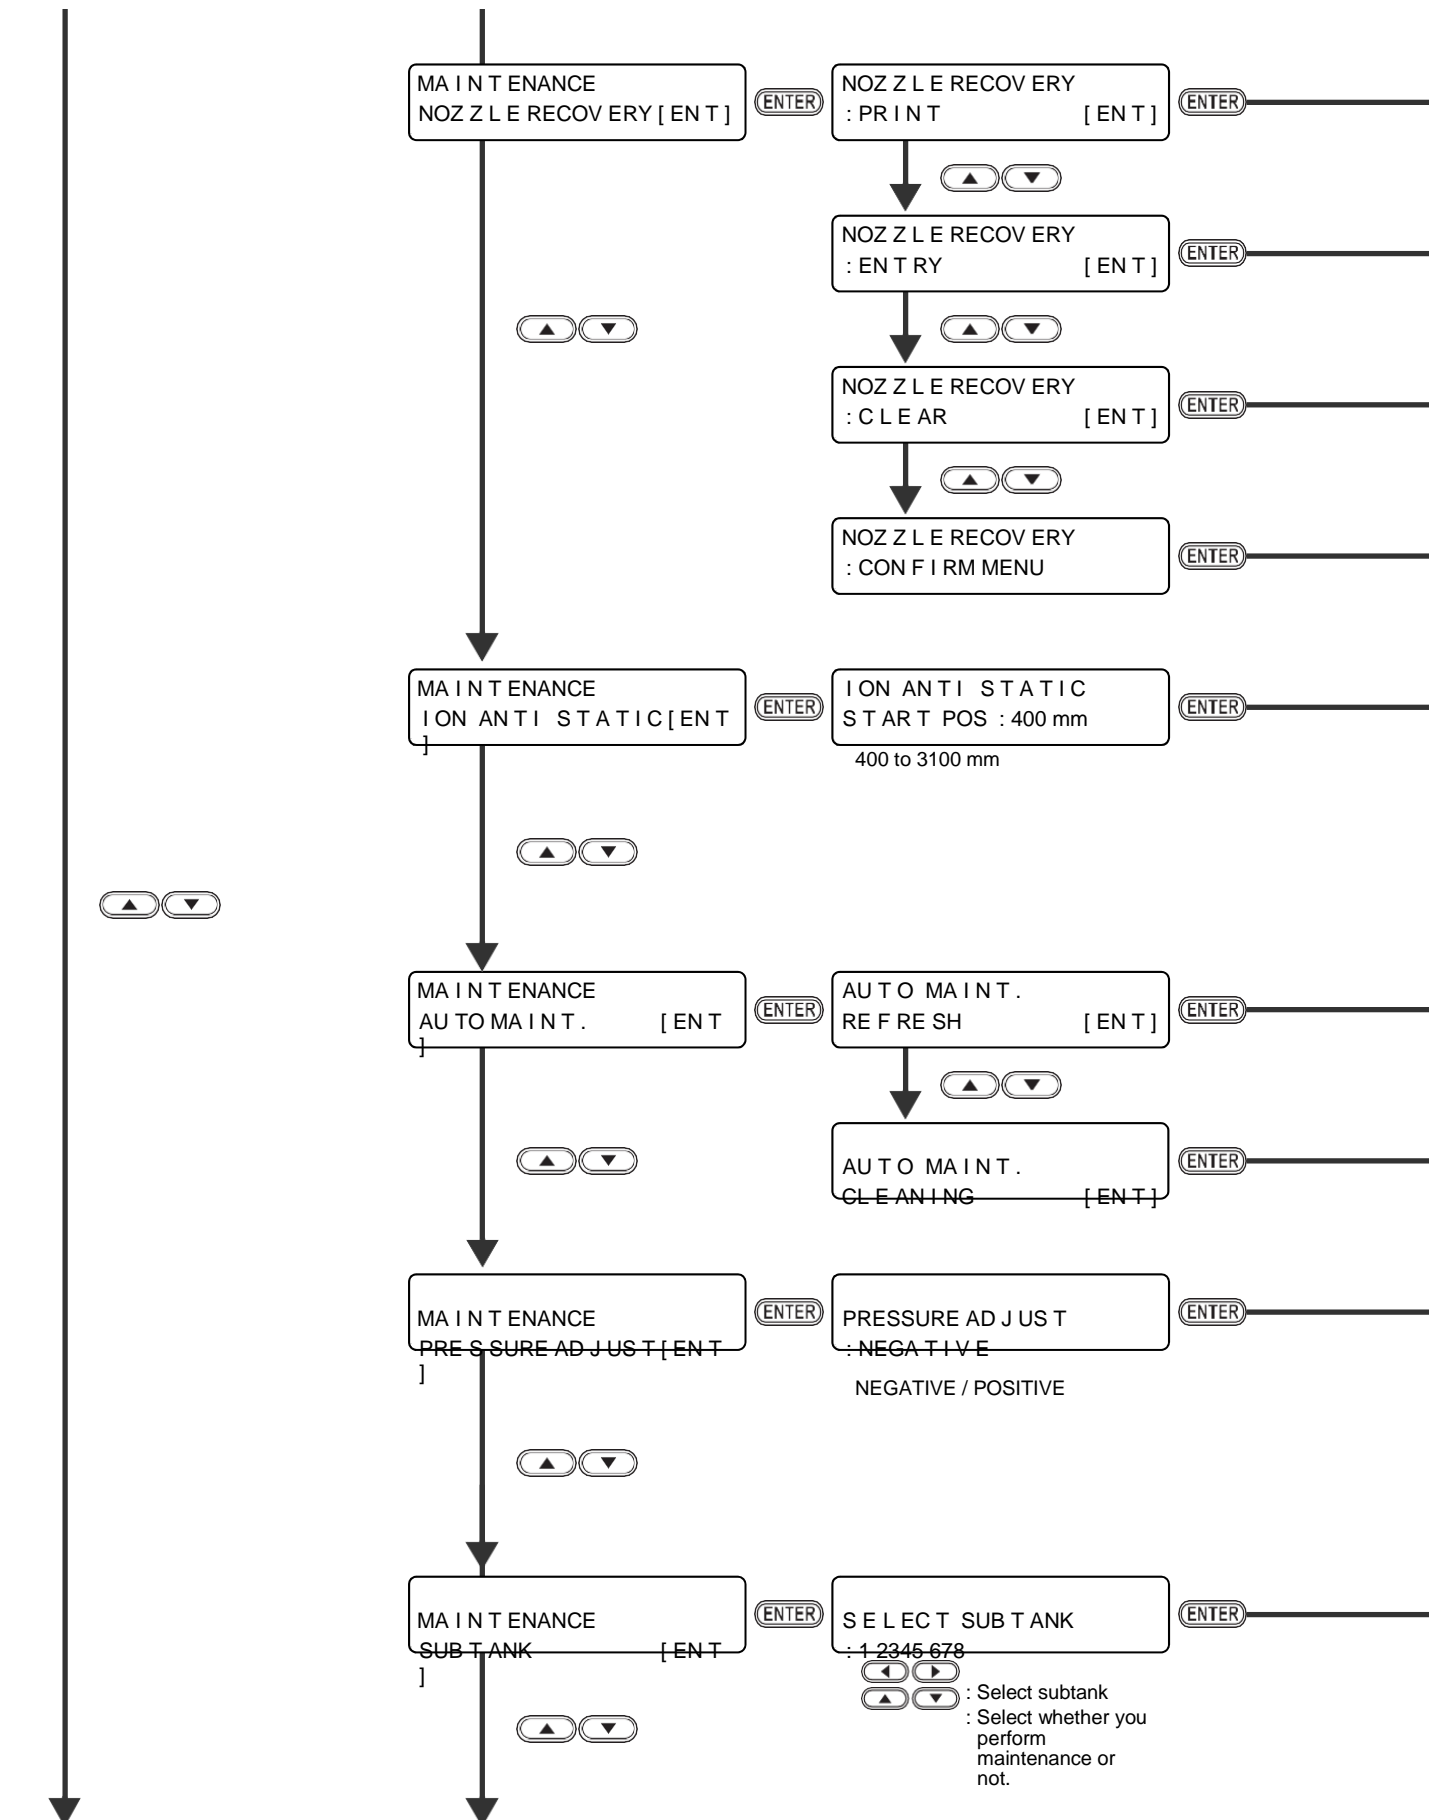 MAINTENANCE
NOZZLE RECOVERY[ENT]
ENTER
NOZZLE RECOVERY
:PRINT [ENT]
ENTER
NOZZLE RECOVERY
:ENTRY [ENT]
ENTER
NOZZLE RECOVERY
:CLEAR [ENT]
ENTER
NOZZLE RECOVERY
:CONFIRM MENU
ENTER
MAINTENANCE
ION ANTI STATIC[ENT
]
ENTER
ION ANTI STATIC
START POS : 400 mm
400 to 3100 mm
ENTER
MAINTENANCE
AUTO MAINT. [ENT
]
ENTER
AUTO MAINT.
REFRESH [ENT]
ENTER
AUTO MAINT.
CLEANING [ENT]
ENTER
MAINTENANCE
PRESSURE ADJUST[ENT
]
ENTER
PRESSURE ADJUST
:NEGATIVE
NEGATIVE / POSITIVE
ENTER
MAINTENANCE
SUBTANK [ENT
]
ENTER
SELECT SUBTANK
:12345678
ENTER
: Select subtank
: Select whether you
perform
maintenance or
not.